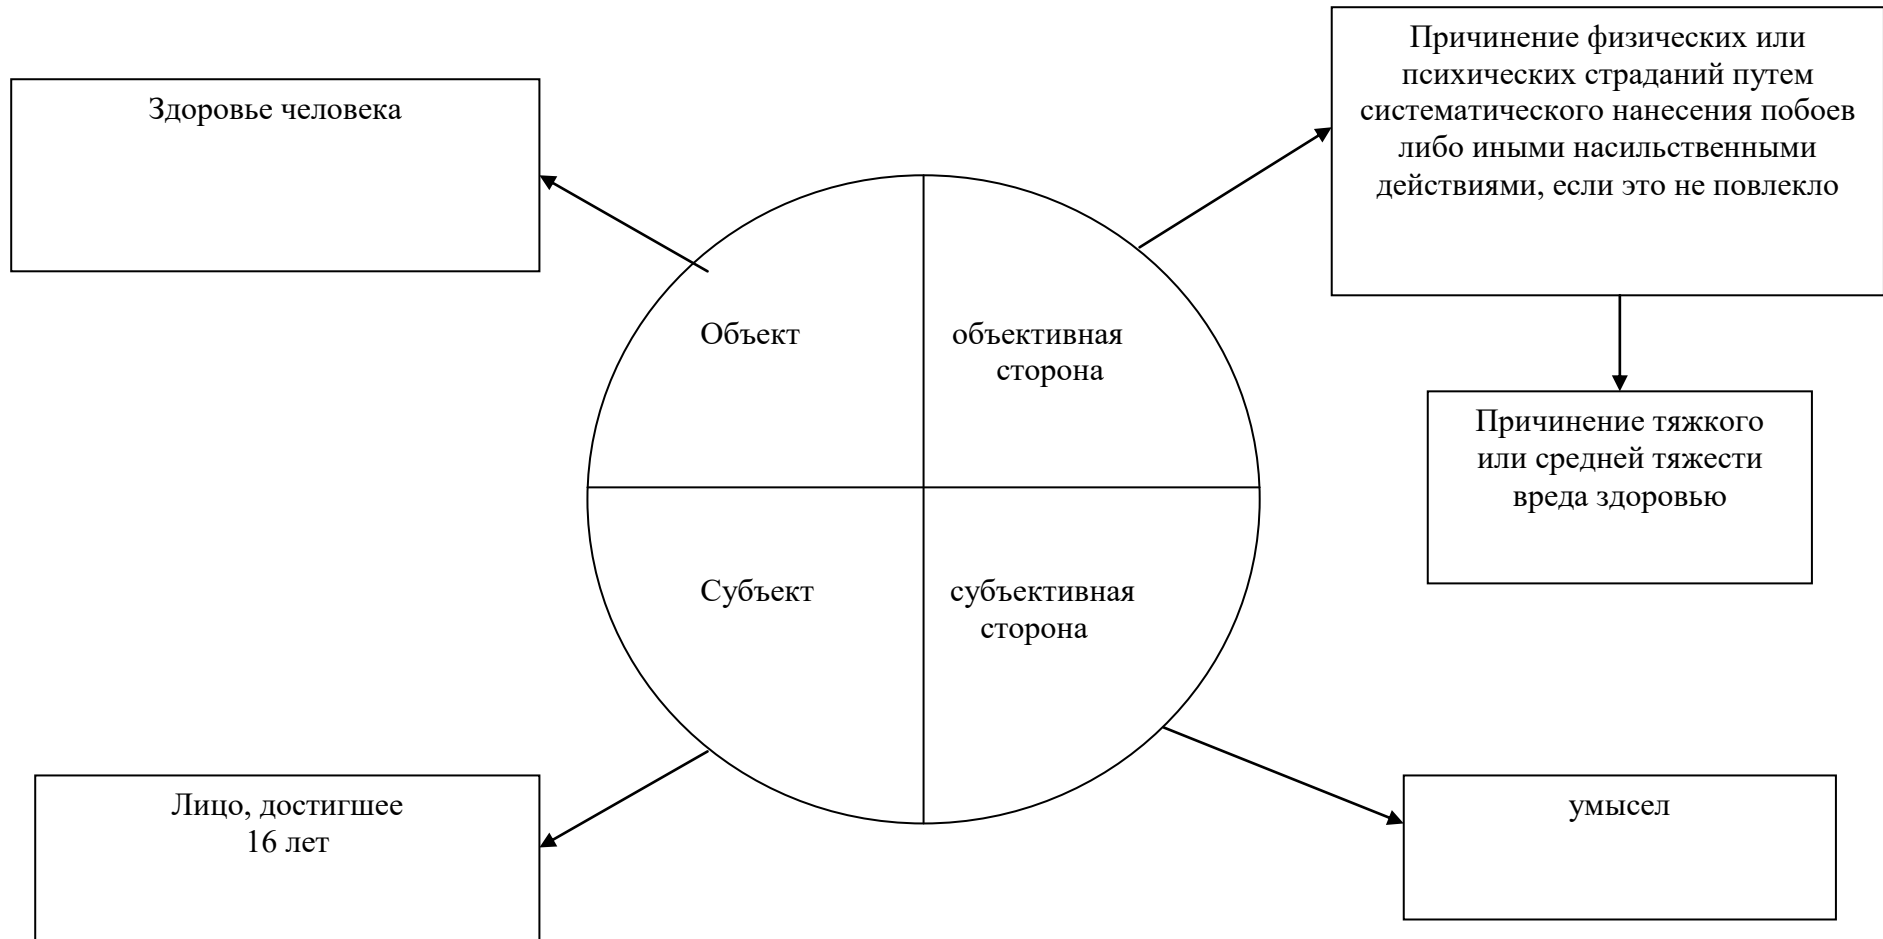 Здоровье человека
Причинение физических или
психических страданий путем
систематического нанесения побоев
либо иными насильственными
действиями, если это не повлекло
Объект
объективная
сторона
Причинение тяжкого
или средней тяжести
вреда здоровью
Субъект
субъективная
сторона
Лицо, достигшее
16 лет
умысел